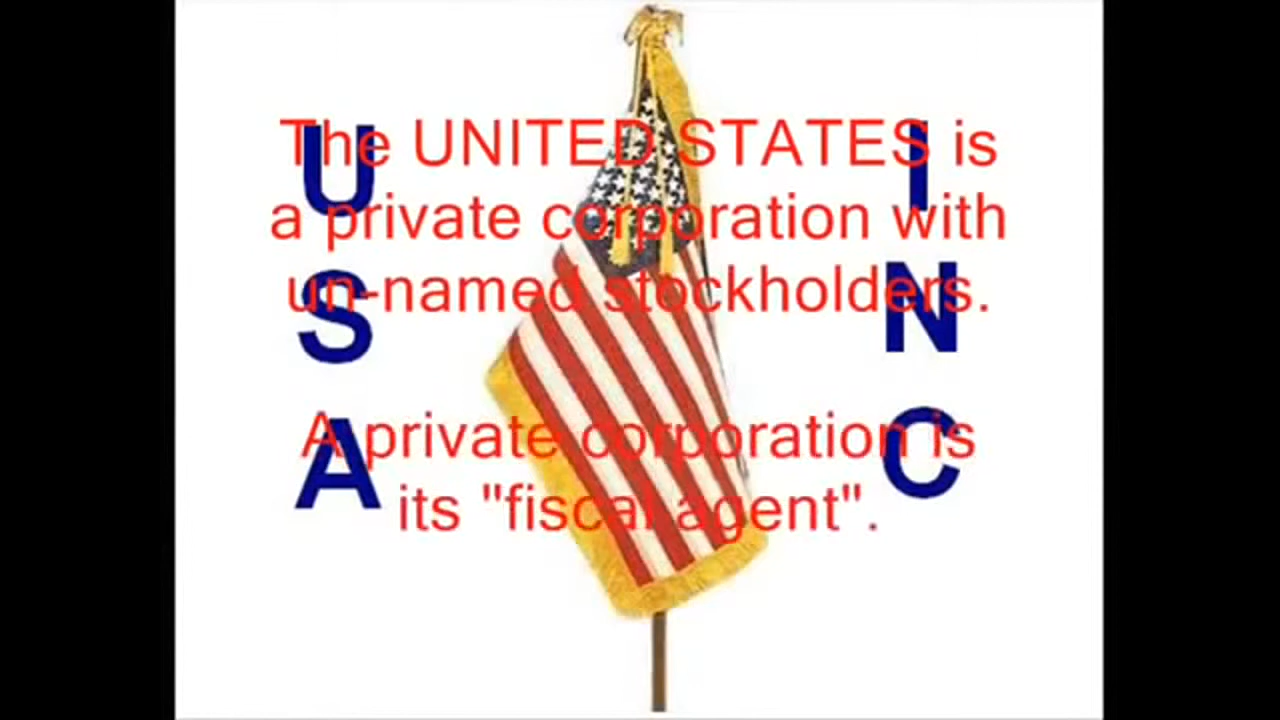 The UNITED STATES is
a private corporation with
un-named stockholders.
A private corporation is
its "fiscal agent".
U
S
A
I
N
C